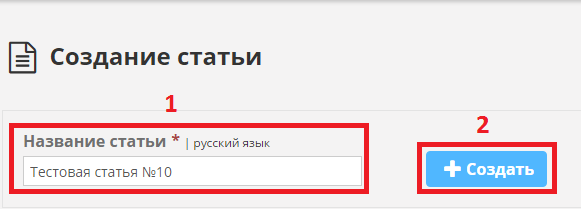 Создание статьи
1
2
Название статьи * | русский язык
Тестовая статья №10
Создать